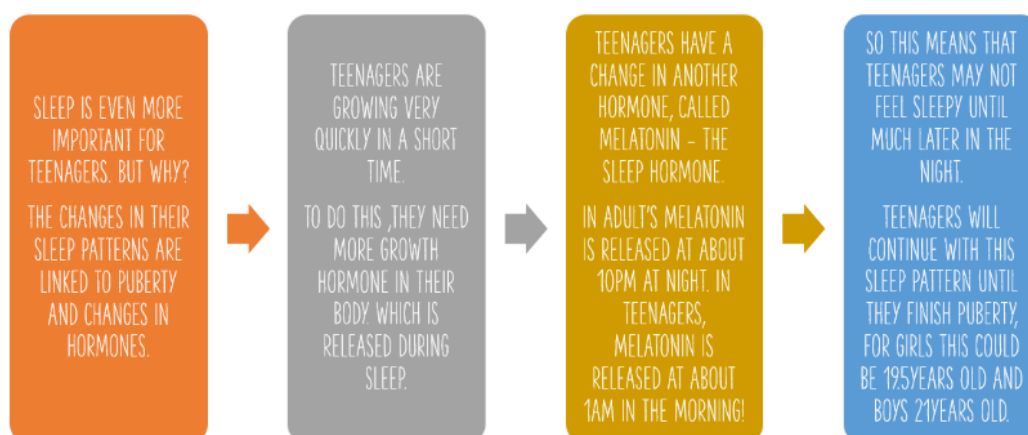 SLEEP IS EVEN MORE
IMPORTANT FOR
TEENAGERS. BUT WHY?
THE CHANGES IN THEIR
SLEEP PATTERNS ARE
LINKED TO PUBERTY
AND CHANGES IN
HORMONES.
TEENAGERS ARE
GROWING VERY
QUICKLY IN A SHORT
TIME.
TO DO THIS ,THEY NEED
MORE GROWTH
HORMONE IN THEIR
BODY. WHICH IS
RELEASED DURING
SLEEP.
TEENAGERS HAVE A
CHANGE IN ANOTHER
HORMONE, CALLED
MELATONIN – THE
SLEEP HORMONE.
IN ADULT'S MELATONIN
IS RELEASED AT ABOUT
10PM AT NIGHT. IN
TEENAGERS,
MELATONIN IS
RELEASED AT ABOUT
1AM IN THE MORNING!
SO THIS MEANS THAT
TEENAGERS MAY NOT
FEEL SLEEPY UNTIL
MUCH LATER IN THE
NIGHT.
TEENAGERS WILL
CONTINUE WITH THIS
SLEEP PATTERN UNTIL
THEY FINISH PUBERTY,
FOR GIRLS THIS COULD
BE 19.5YEARS OLD AND
BOYS 21YEARS OLD.